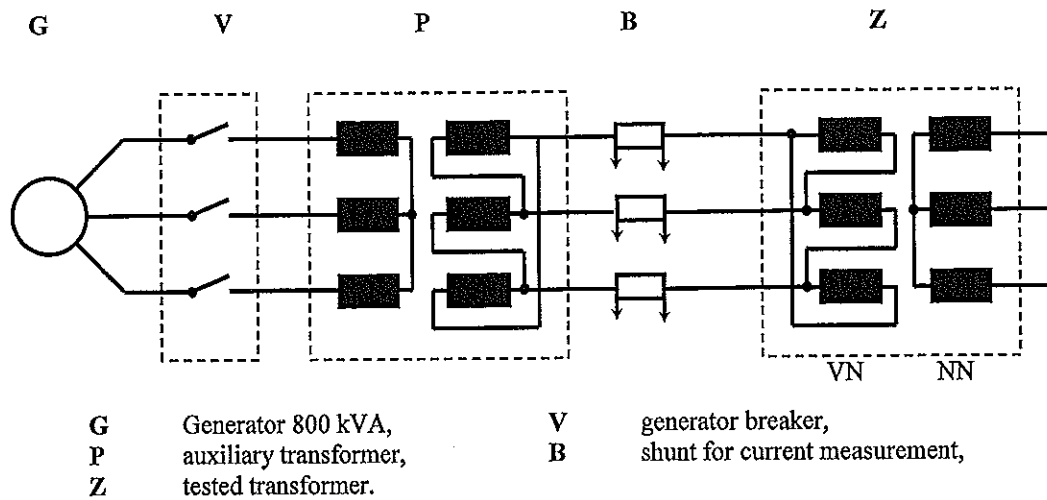 G V P B Z
VN NN
G Generator 800 kVA, V generator breaker,
P auxiliary transformer, B shunt for current measurement,
Z tested transformer.